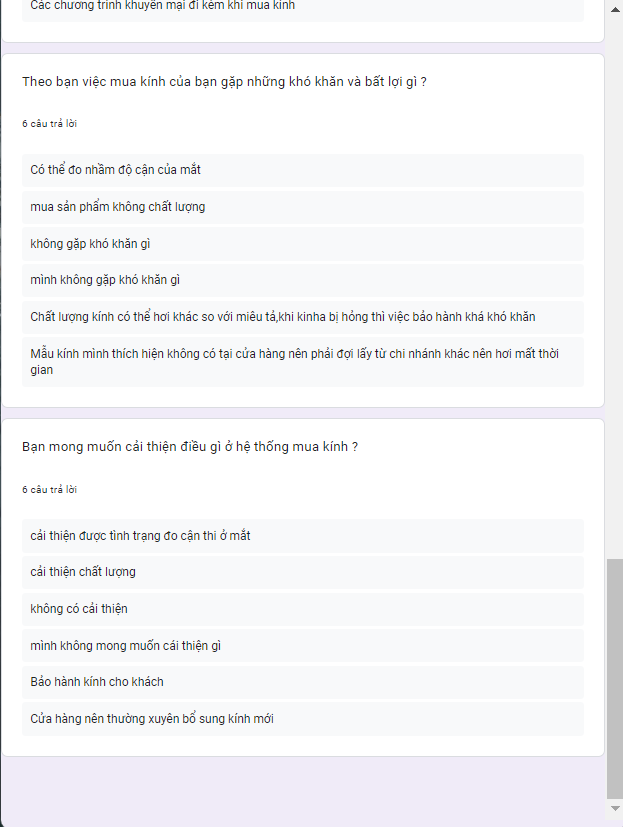 Các chương trình khuyến mại đi kèm khi mua kính
Theo bạn việc mua kính của bạn gặp những khó khăn và bất lợi gì ?
6 câu trả lời
Có thể đo nhầm độ cận của mắt
mua sản phẩm không chất lượng
không gặp khó khăn gì
mình không gặp khó khăn gì
Chất lượng kính có thể hơi khác so với miêu tả,khi kinha bị hỏng thì việc bảo hành khá khó khăn
Mẫu kính mình thích hiện không có tại cửa hàng nên phải đợi lấy từ chi nhánh khác nên hơi mất thời
gian
Bạn mong muốn cải thiện điều gì ở hệ thống mua kính ?
6 câu trả lời
cải thiện được tình trạng đo cận thi ở mắt
cải thiện chất lượng
không có cải thiện
mình không mong muốn cái thiện gì
Bảo hành kính cho khách
Cửa hàng nên thường xuyên bổ sung kính mới